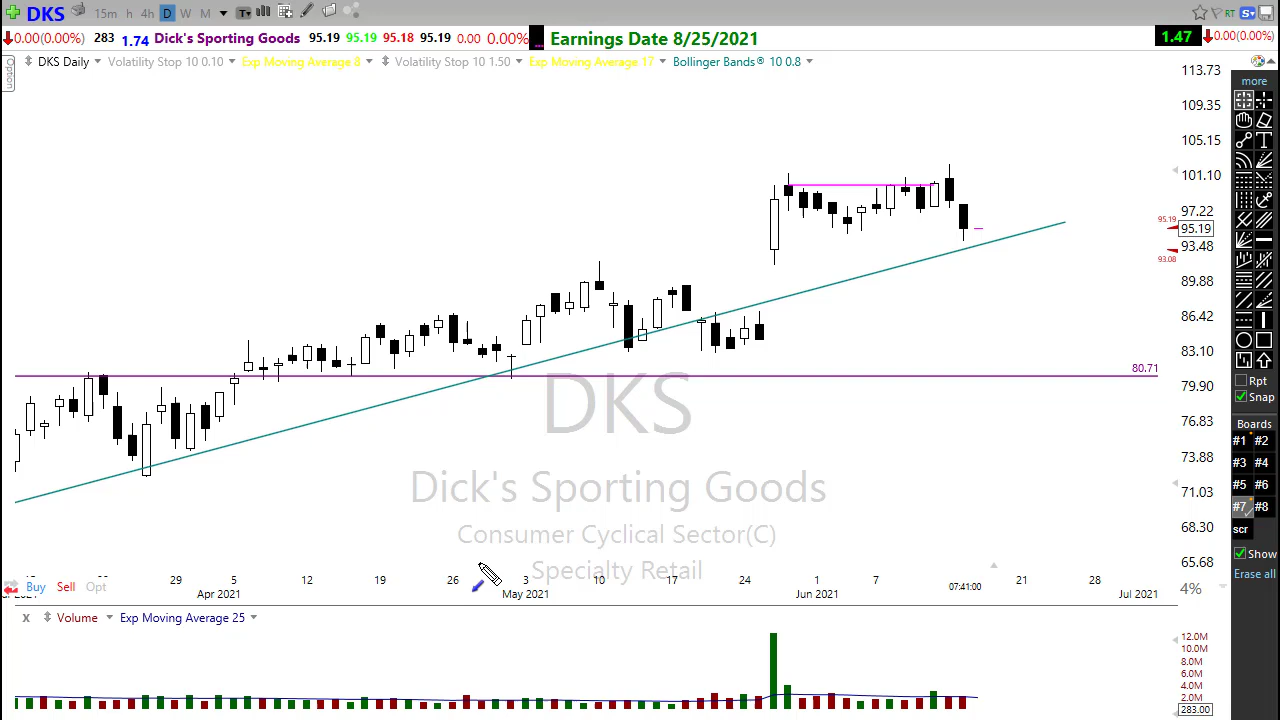 DKS 15m h 4h D W M T
0.00(0.00%) 283 1.74 Dick's Sporting Goods 95.19 95.19 95.18 95.19 0.00 0.00% Earnings Date 8/25/2021 1.47 0.00(0.00%)
RT S
Option
DKS Daily Volatility Stop 10 0.10 Exp Moving Average 8 Volatility Stop 10 1.50 Exp Moving Average 17 Bollinger Bands® 10 0.8
113.73
109.35
105.15
101.10
97.22
95.19 95.19
93.48
93.08
89.88
86.42
83.10
80.71
79.90
76.83
73.88
71.03
68.30
65.68
DKS
Dick's Sporting Goods
Consumer Cyclical Sector(C)
Specialty Retail
Buy Sell Opt
29 5 12 19 26 3 10 17 24 1 7 07:41:00 21 28
Apr 2021 May 2021 Jun 2021 Jul 2021
4%
x Volume Exp Moving Average 25
12.0M
10.0M
8.0M
6.0M
4.0M
2.0M
283.00
more
T
Rpt
Snap
Boards
#1 #2
#3 #4
#5 #6
#7 #8
scr
Show
Erase all